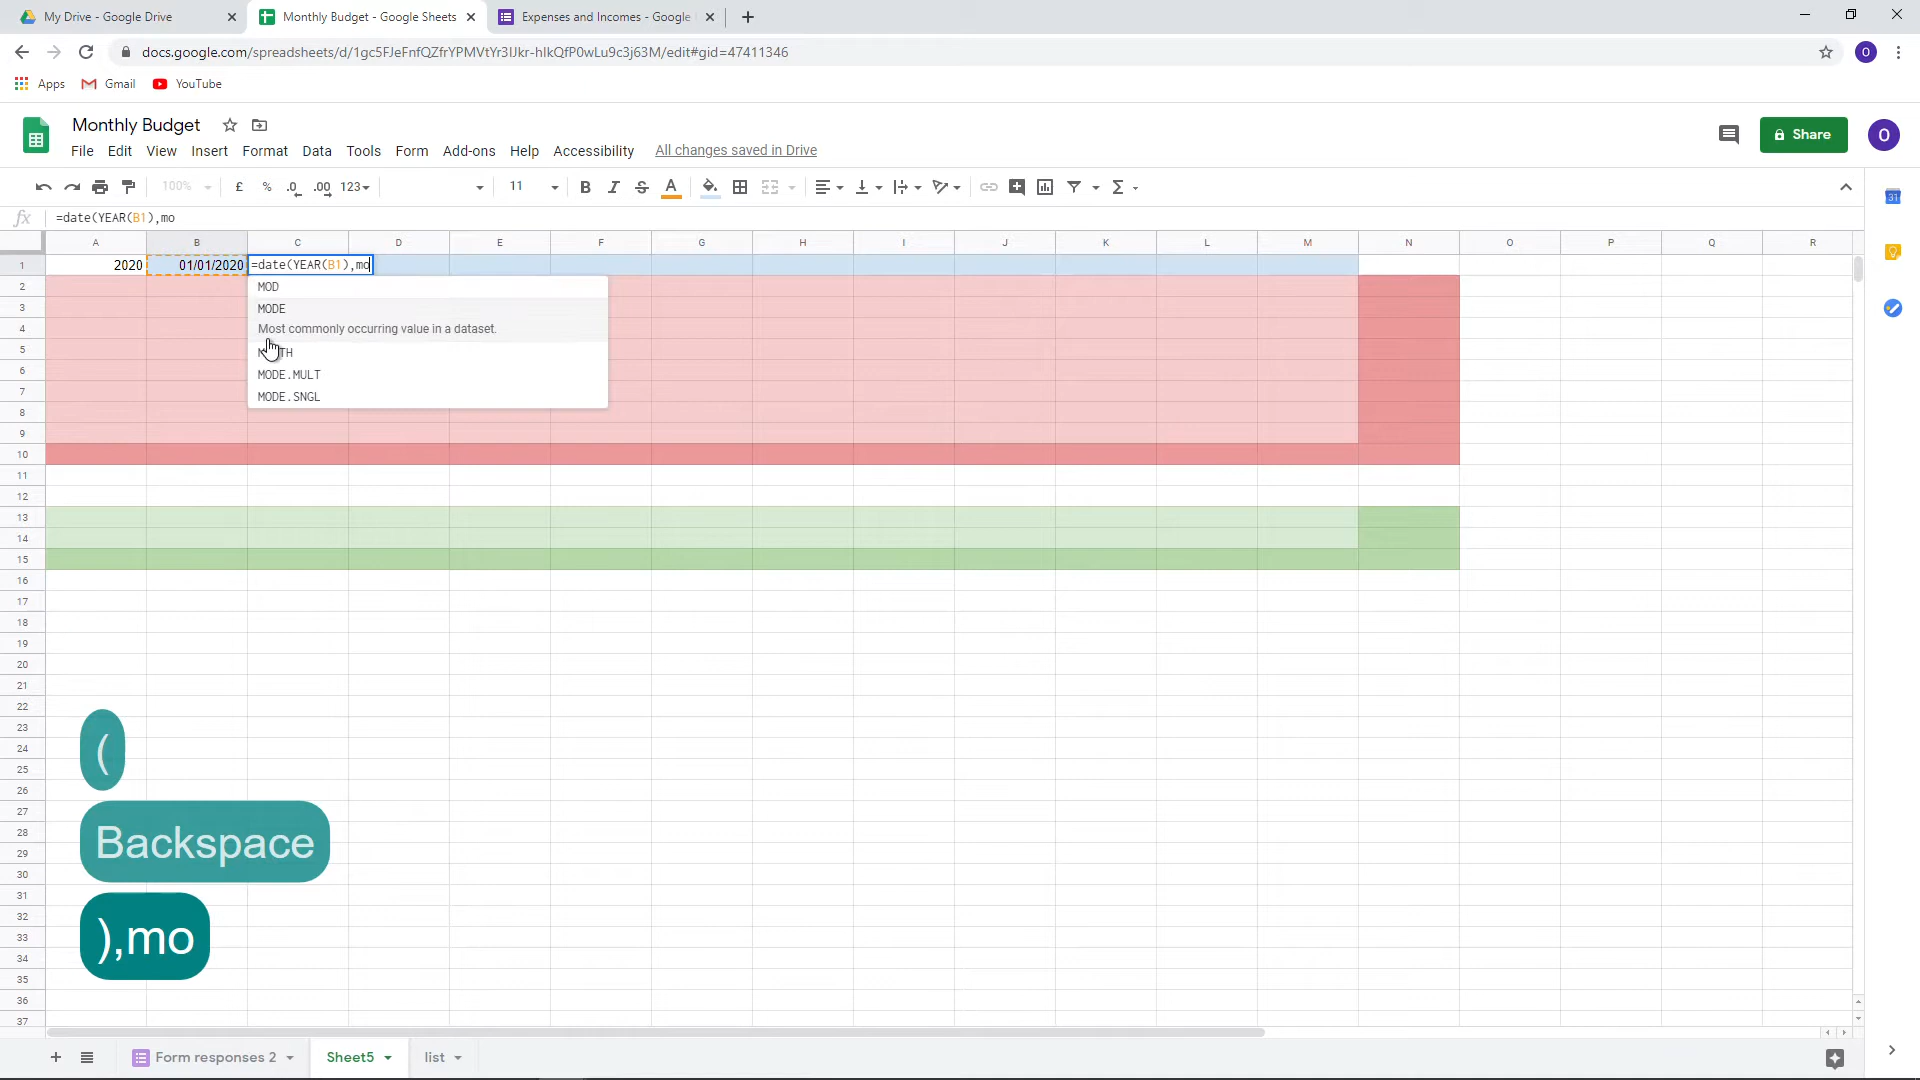 My Drive - Google Drive
Monthly Budget - Google Sheets
Expenses and Incomes - Google
docs.google.com/spreadsheets/d/1gc5FJeFnfQZfrYPMVtYr3IJkr-hIkQfP0wLu9c3j63M/edit#gid=47411346
O
Apps Gmail YouTube
Monthly Budget
Share
O
File Edit View Insert Format Data Tools Form Add-ons Help Accessibility All changes saved in Drive
100% £ % .0 .00 123 11 B I S A
31
fx =date(YEAR(B1),mo
A B C D E F G H I J K L M N O P Q R
1 2020 01/01/2020 =date(YEAR(B1),mo
2 MOD
3 MODE
4 Most commonly occurring value in a dataset.
5 TH
6 MODE.MULT
7 MODE.SNGL
8
9
10
11
12
13
14
15
16
17
18
19
20
21
22
23
24
25
26
27
28
29
30
31
32
33
34
35
36
37
(
Backspace
),mo
Form responses 2 Sheet5 list